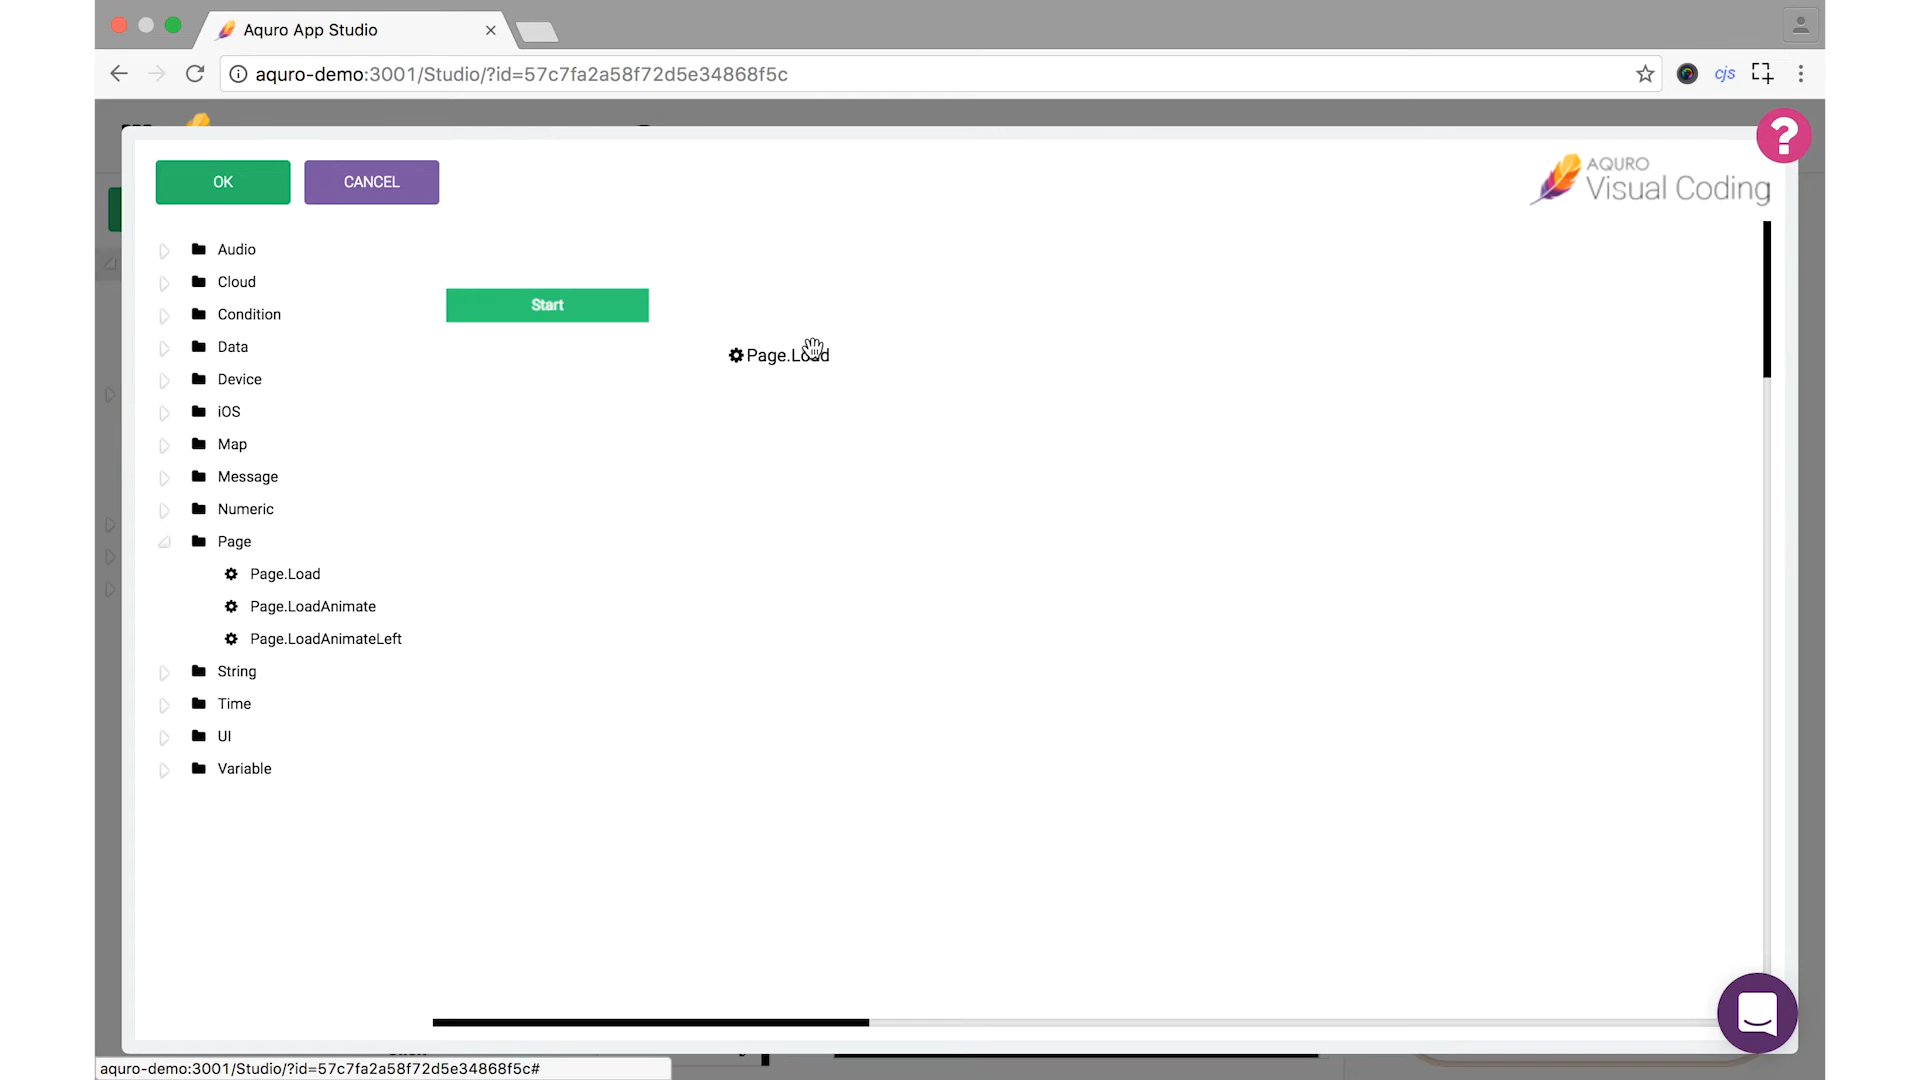 Aquro App Studio
aquro-demo:3001/Studio/?id=57c7fa2a58f72d5e34868f5c
cjs
?
OK
CANCEL
AQURO
Visual Coding
Audio
Cloud
Condition
Data
Device
iOS
Map
Message
Numeric
Page
Page.Load
Page.LoadAnimate
Page.LoadAnimateLeft
String
Time
UI
Variable
Start
Page.Load
aquro-demo:3001/Studio/?id=57c7fa2a58f72d5e34868f5c#